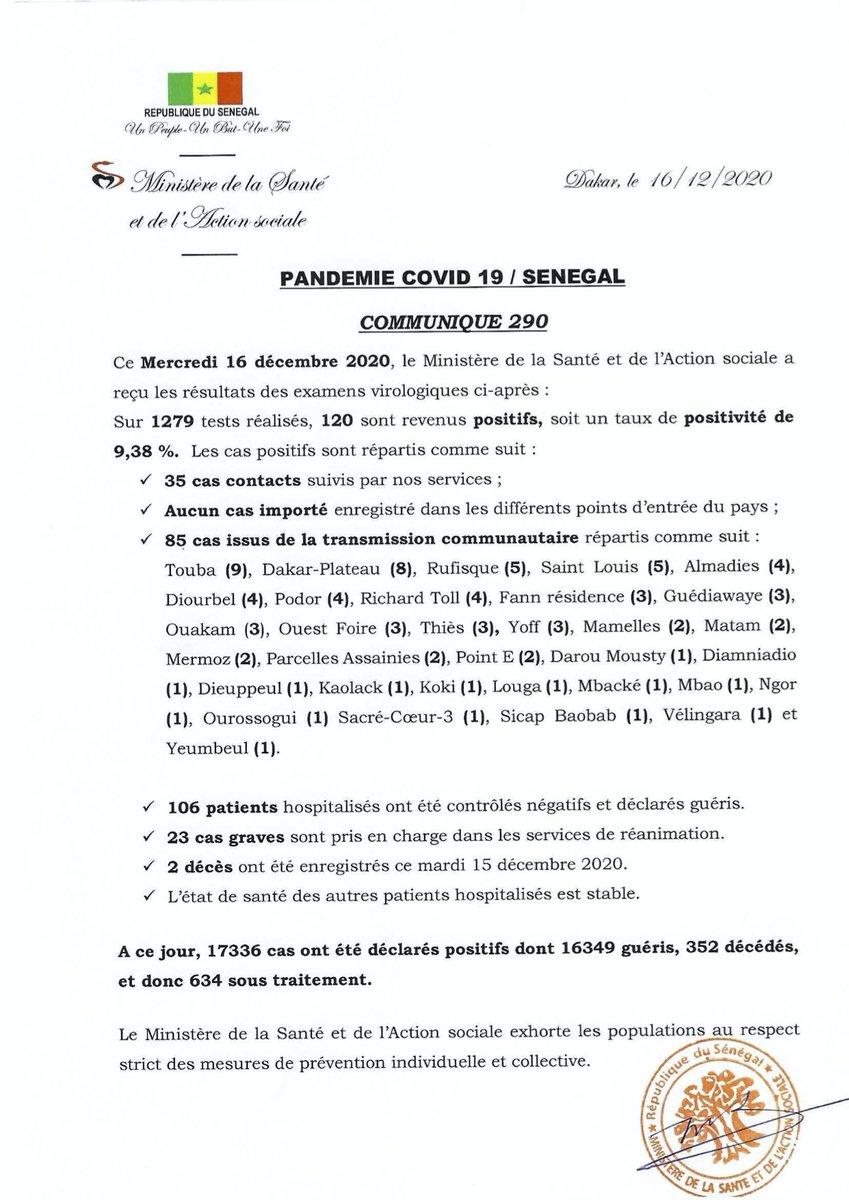 REPUBLIQUE DU SENEGAL
Un Peuple-Un But-Une Foi
Ministère de la Santé
et de l'Action sociale
Dakar, le 16/12/2020
PANDEMIE COVID 19 / SENEGAL
COMMUNIQUE 290
Ce Mercredi 16 décembre 2020, le Ministère de la Santé et de l'Action sociale a
reçu les résultats des examens virologiques ci-après :
Sur 1279 tests réalisés, 120 sont revenus positifs, soit un taux de positivité de
9,38 %. Les cas positifs sont répartis comme suit :
✓ 35 cas contacts suivis par nos services ;
✓ Aucun cas importé enregistré dans les différents points d'entrée du pays ;
✓ 85 cas issus de la transmission communautaire répartis comme suit :
Touba (9), Dakar-Plateau (8), Rufisque (5), Saint Louis (5), Almadies (4),
Diourbel (4), Podor (4), Richard Toll (4), Fann résidence (3), Guédiawaye (3),
Ouakam (3), Ouest Foire (3), Thiès (3), Yoff (3), Mamelles (2), Matam (2),
Mermoz (2), Parcelles Assainies (2), Point E (2), Darou Mousty (1), Diamniadio
(1), Dieuppeul (1), Kaolack (1), Koki (1), Louga (1), Mbacké (1), Mbao (1), Ngor
(1), Ourossogui (1) Sacré-Cœur-3 (1), Sicap Baobab (1), Vélingara (1) et
Yeumbeul (1).
✓ 106 patients hospitalisés ont été contrôlés négatifs et déclarés guéris.
✓ 23 cas graves sont pris en charge dans les services de réanimation.
✓ 2 décès ont été enregistrés ce mardi 15 décembre 2020.
✓ L'état de santé des autres patients hospitalisés est stable.
A ce jour, 17336 cas ont été déclarés positifs dont 16349 guéris, 352 décédés,
et donc 634 sous traitement.
Le Ministère de la Santé et de l'Action sociale exhorte les populations au respect
strict des mesures de prévention individuelle et collective.
★ République du Sénégal ★
MINISTERE DE LA SANTE ET DE L'ACTION SOCIALE